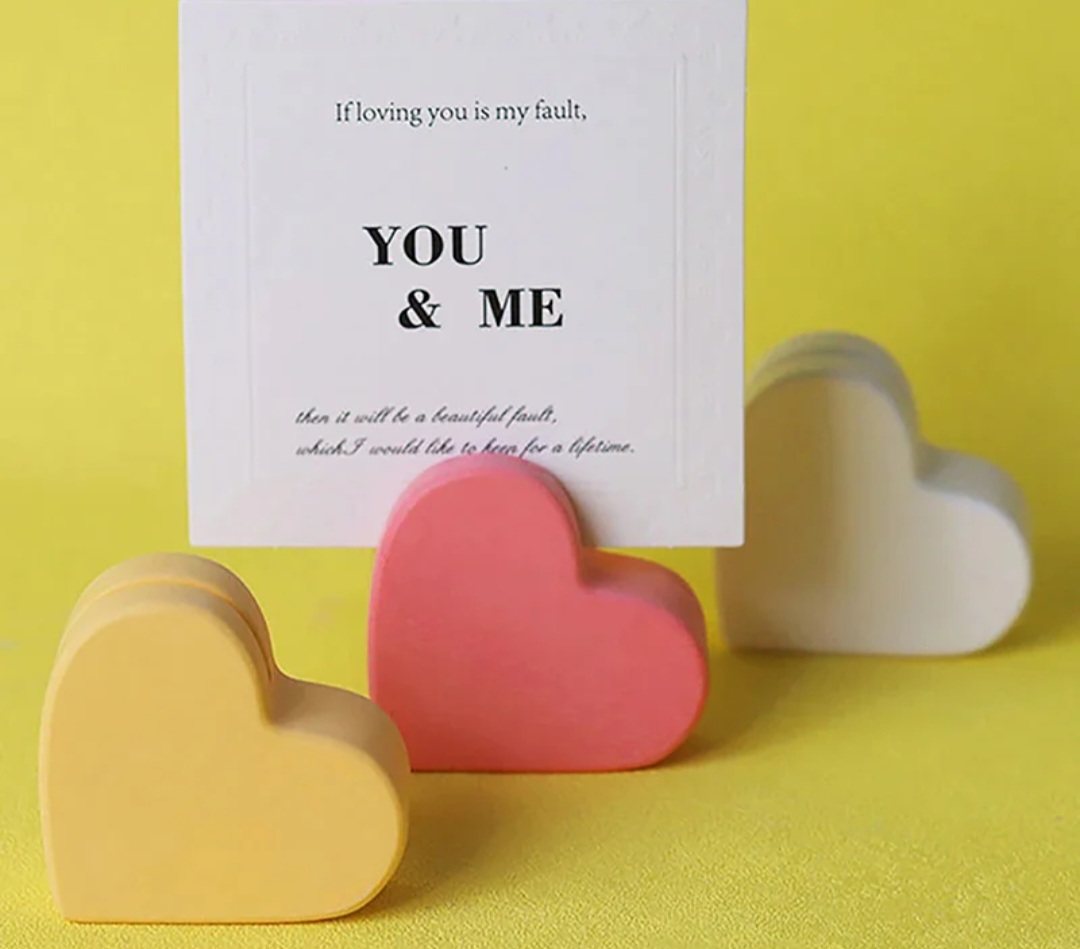 If loving you is my fault,
YOU
& ME
then it will be a beautiful fault,
which I would like to keep for a lifetime.